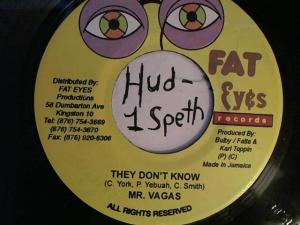 Distributed By:
FAT EYES
Productions
58 Dumbarton Ave
Kingston 10
Tel: (876) 754-3669
(876) 754-3670
Fax: (876) 920-6306
Hud-
1 Speth
FAT
Eyes
records
Produced By:
Bulby / Fatta &
Karl Toppin
(P) (C)
Made in Jamaica
THEY DON'T KNOW
(C. York, P. Yebuah, C. Smith)
MR. VAGAS
ALL RIGHTS RESERVED